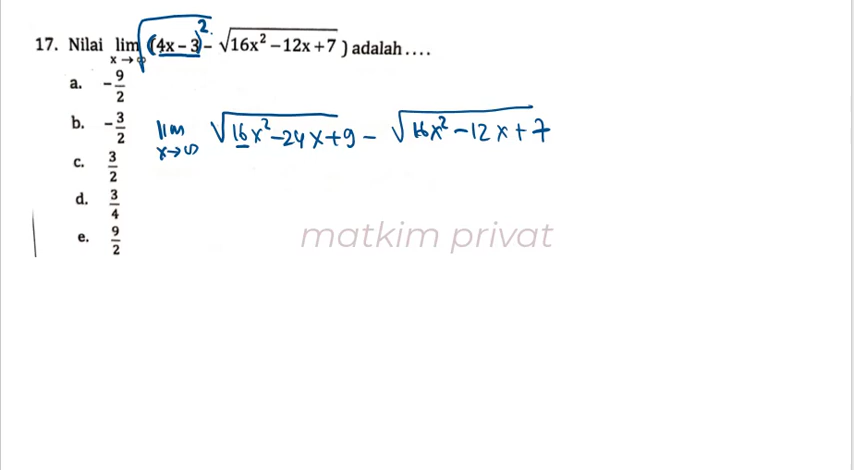 17. Nilai lim x → ∞ √((4x – 3)² – √16x² – 12x + 7 ) adalah ....
a. –9/2
b. –3/2
c. 3/2
d. 3/4
e. 9/2
lim x→∞ √16x² – 24x + 9 – √16x² – 12x + 7
matkim privat